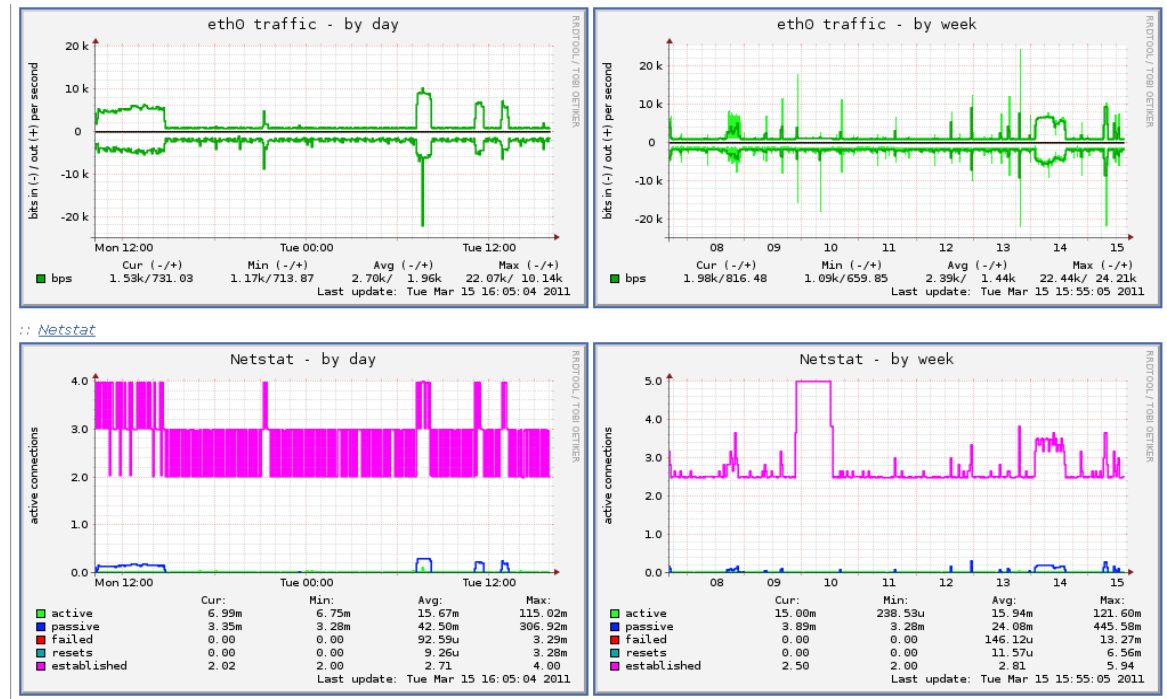 eth0 traffic - by day
RRDTOOL / TOBI OETIKER
bits in (-) / out (+) per second
20 k
10 k
0
-10 k
-20 k
Mon 12:00 Tue 00:00 Tue 12:00
Cur (-/+) Min (-/+) Avg (-/+) Max (-/+)
bps 1.53k/731.03 1.17k/713.87 2.70k/ 1.96k 22.07k/ 10.14k
Last update: Tue Mar 15 16:05:04 2011
eth0 traffic - by week
RRDTOOL / TOBI OETIKER
bits in (-) / out (+) per second
20 k
10 k
0
-10 k
-20 k
08 09 10 11 12 13 14 15
Cur (-/+) Min (-/+) Avg (-/+) Max (-/+)
bps 1.98k/816.48 1.09k/659.85 2.39k/ 1.44k 22.44k/ 24.21k
Last update: Tue Mar 15 15:55:05 2011
:: Netstat
Netstat - by day
RRDTOOL / TOBI OETIKER
active connections
4.0
3.0
2.0
1.0
0.0
Mon 12:00 Tue 00:00 Tue 12:00
Cur: Min: Avg: Max:
active 6.99m 6.75m 15.67m 115.02m
passive 3.35m 3.28m 42.50m 306.92m
failed 0.00 0.00 92.59u 3.29m
resets 0.00 0.00 9.26u 3.28m
established 2.02 2.00 2.71 4.00
Last update: Tue Mar 15 16:05:04 2011
Netstat - by week
RRDTOOL / TOBI OETIKER
active connections
5.0
4.0
3.0
2.0
1.0
0.0
08 09 10 11 12 13 14 15
Cur: Min: Avg: Max:
active 15.00m 238.53u 15.94m 121.60m
passive 3.89m 3.28m 24.08m 445.58m
failed 0.00 0.00 146.12u 13.27m
resets 0.00 0.00 11.57u 6.56m
established 2.50 2.00 2.81 5.94
Last update: Tue Mar 15 15:55:05 2011